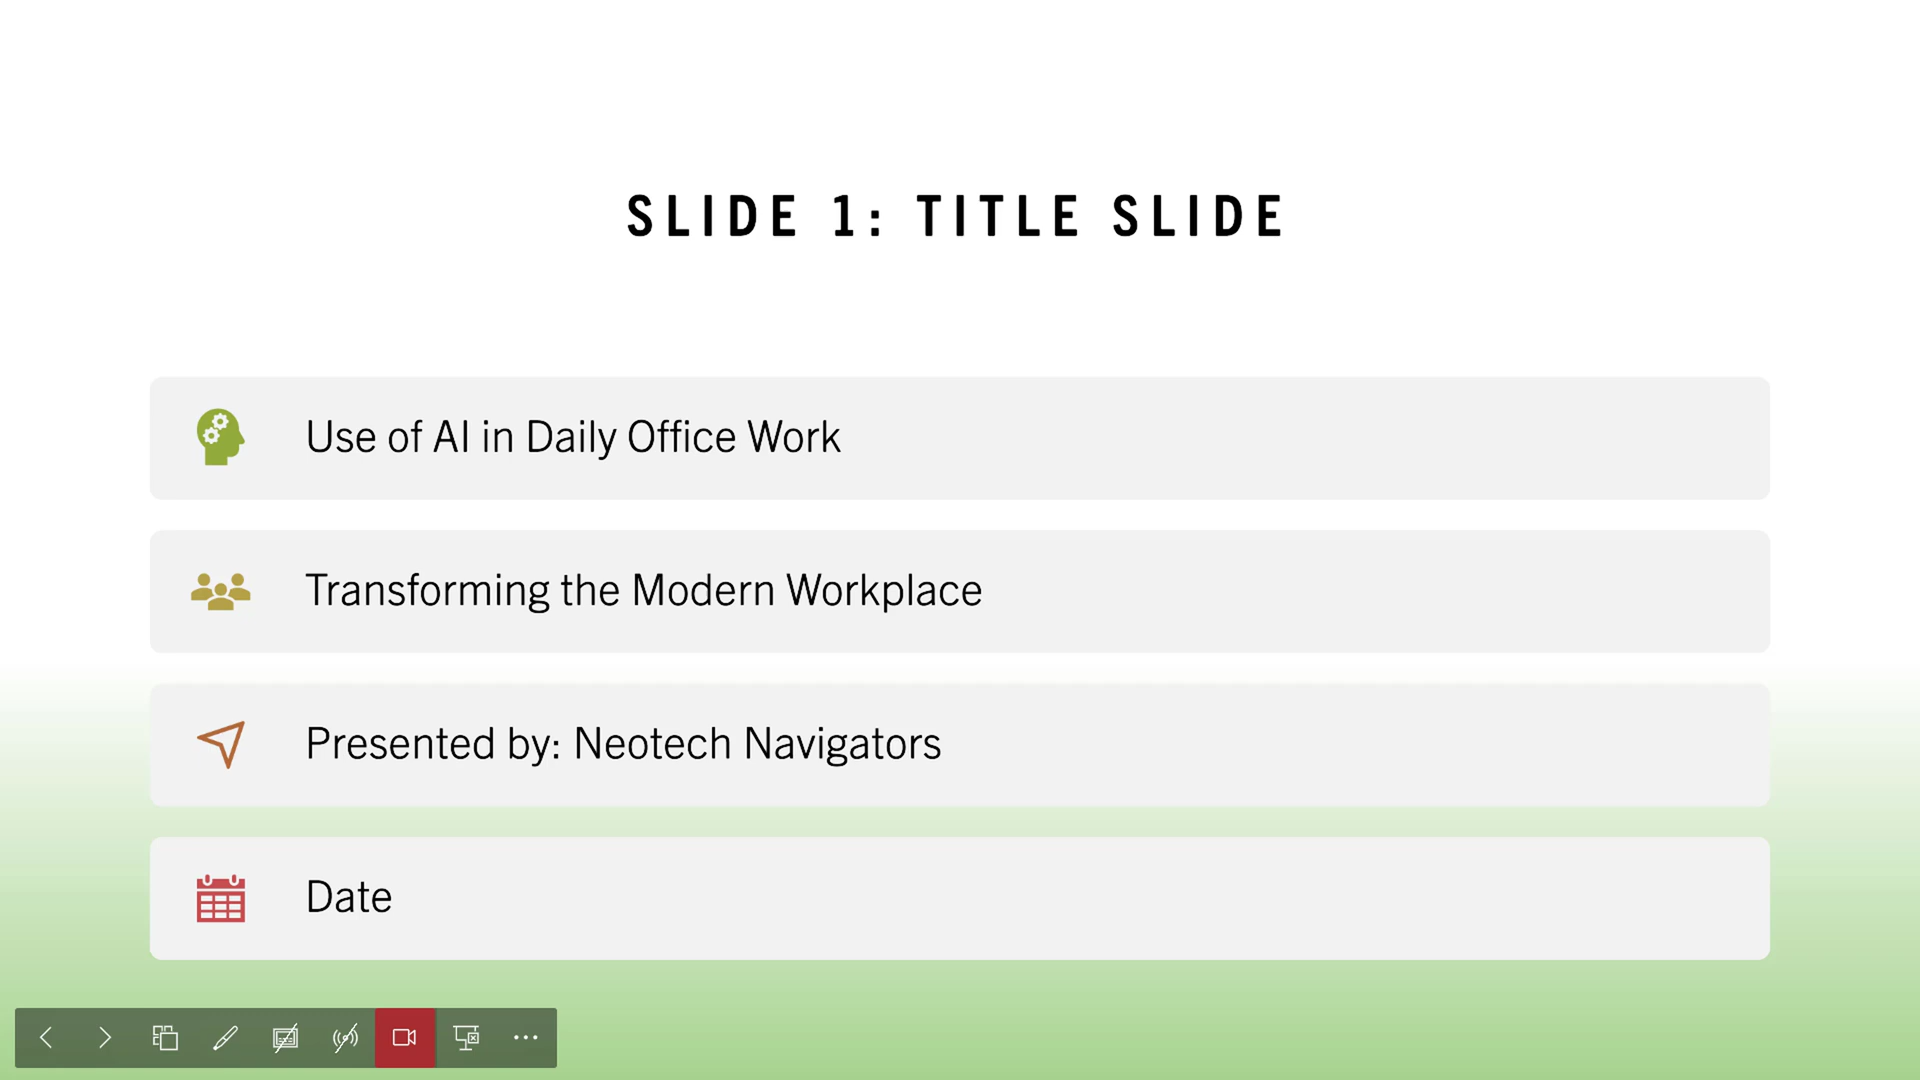 SLIDE 1: TITLE SLIDE
Use of AI in Daily Office Work
Transforming the Modern Workplace
Presented by: Neotech Navigators
Date